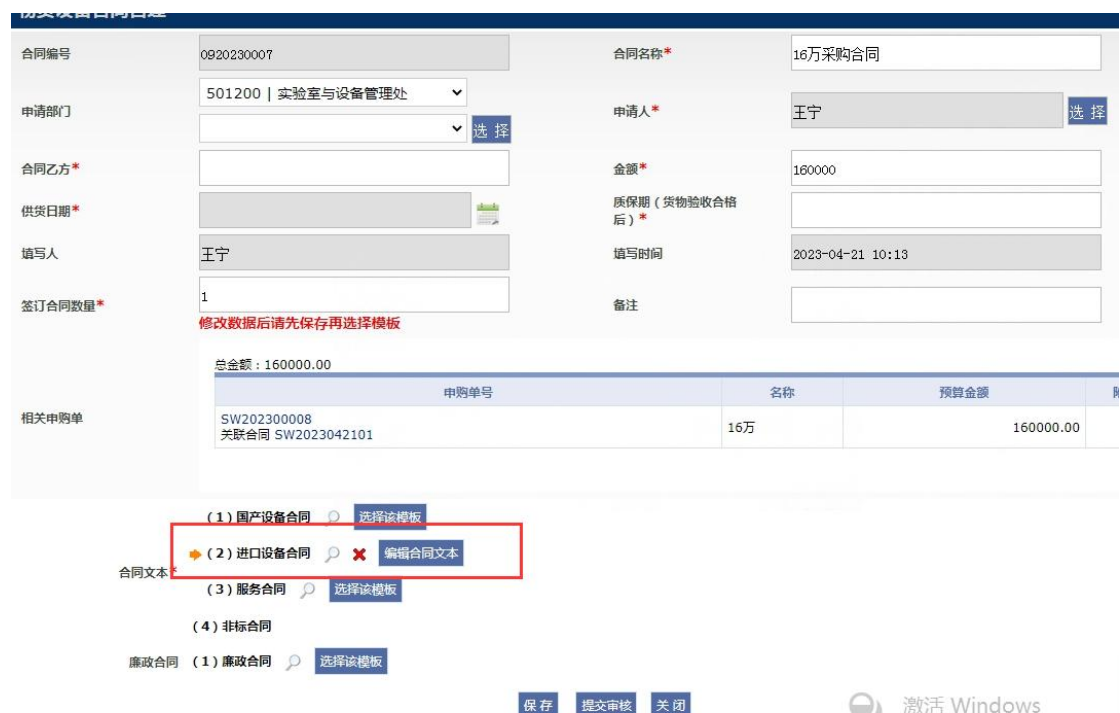 物资设备合同管理
合同编号 0920230007 合同名称* 16万采购合同
501200 | 实验室与设备管理处
申请部门 申请人* 王宁 选 择
选 择
合同乙方* 金额* 160000
供货日期* 质保期（货物验收合格
后）*
填写人 王宁 填写时间 2023-04-21 10:13
签订合同数量* 1 备注
修改数据后请先保存再选择模板
总金额：160000.00
申购单号 名称 预算金额
相关申购单 SW202300008 16万 160000.00
关联合同 SW2023042101
（1）国产设备合同 选择该模板
（2）进口设备合同 编辑合同文本
合同文本*
（3）服务合同 选择该模板
（4）非标合同
廉政合同 （1）廉政合同 选择该模板
保 存 提交审核 关 闭
激活 Windows